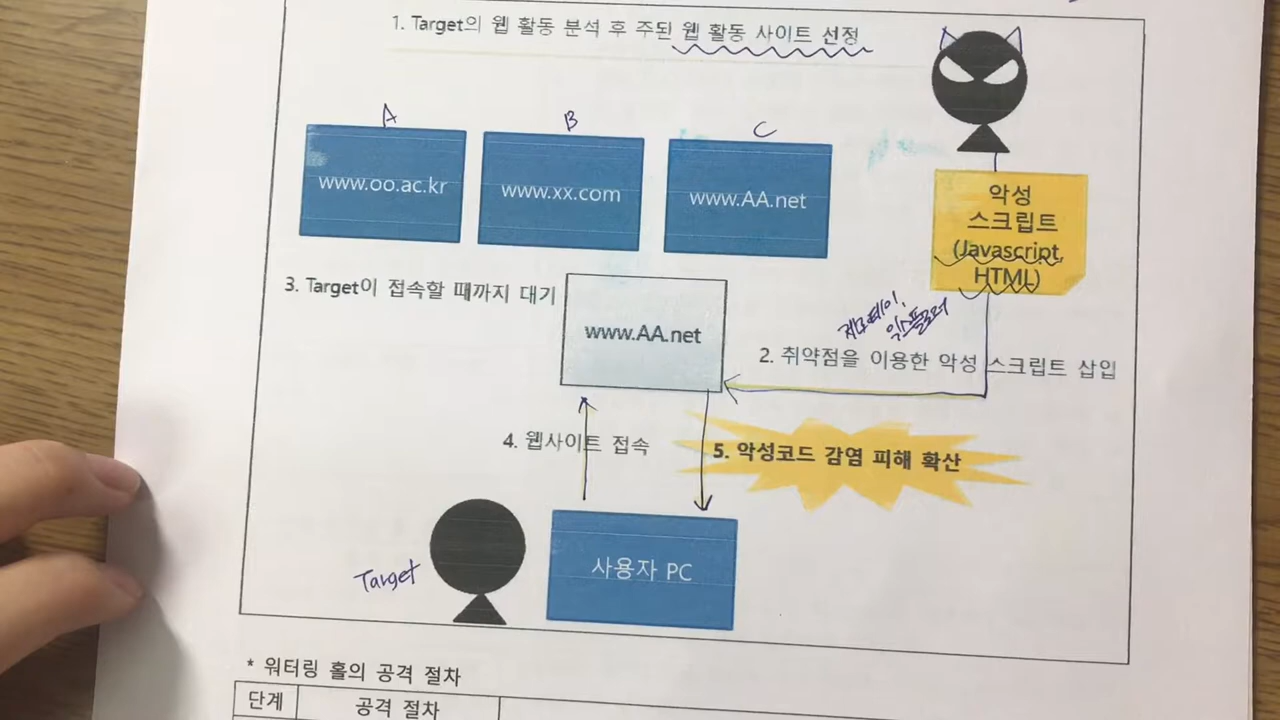 1. Target의 웹 활동 분석 후 주된 웹 활동 사이트 선정
A
B
C
www.oo.ac.kr
www.xx.com
www.AA.net
악성
스크립트
(Javascript,
HTML)
3. Target이 접속할 때까지 대기
www.AA.net
제로데이,
익스플로러
2. 취약점을 이용한 악성 스크립트 삽입
4. 웹사이트 접속
5. 악성코드 감염 피해 확산
Target
사용자 PC
* 워터링 홀의 공격 절차
단계
공격 절차